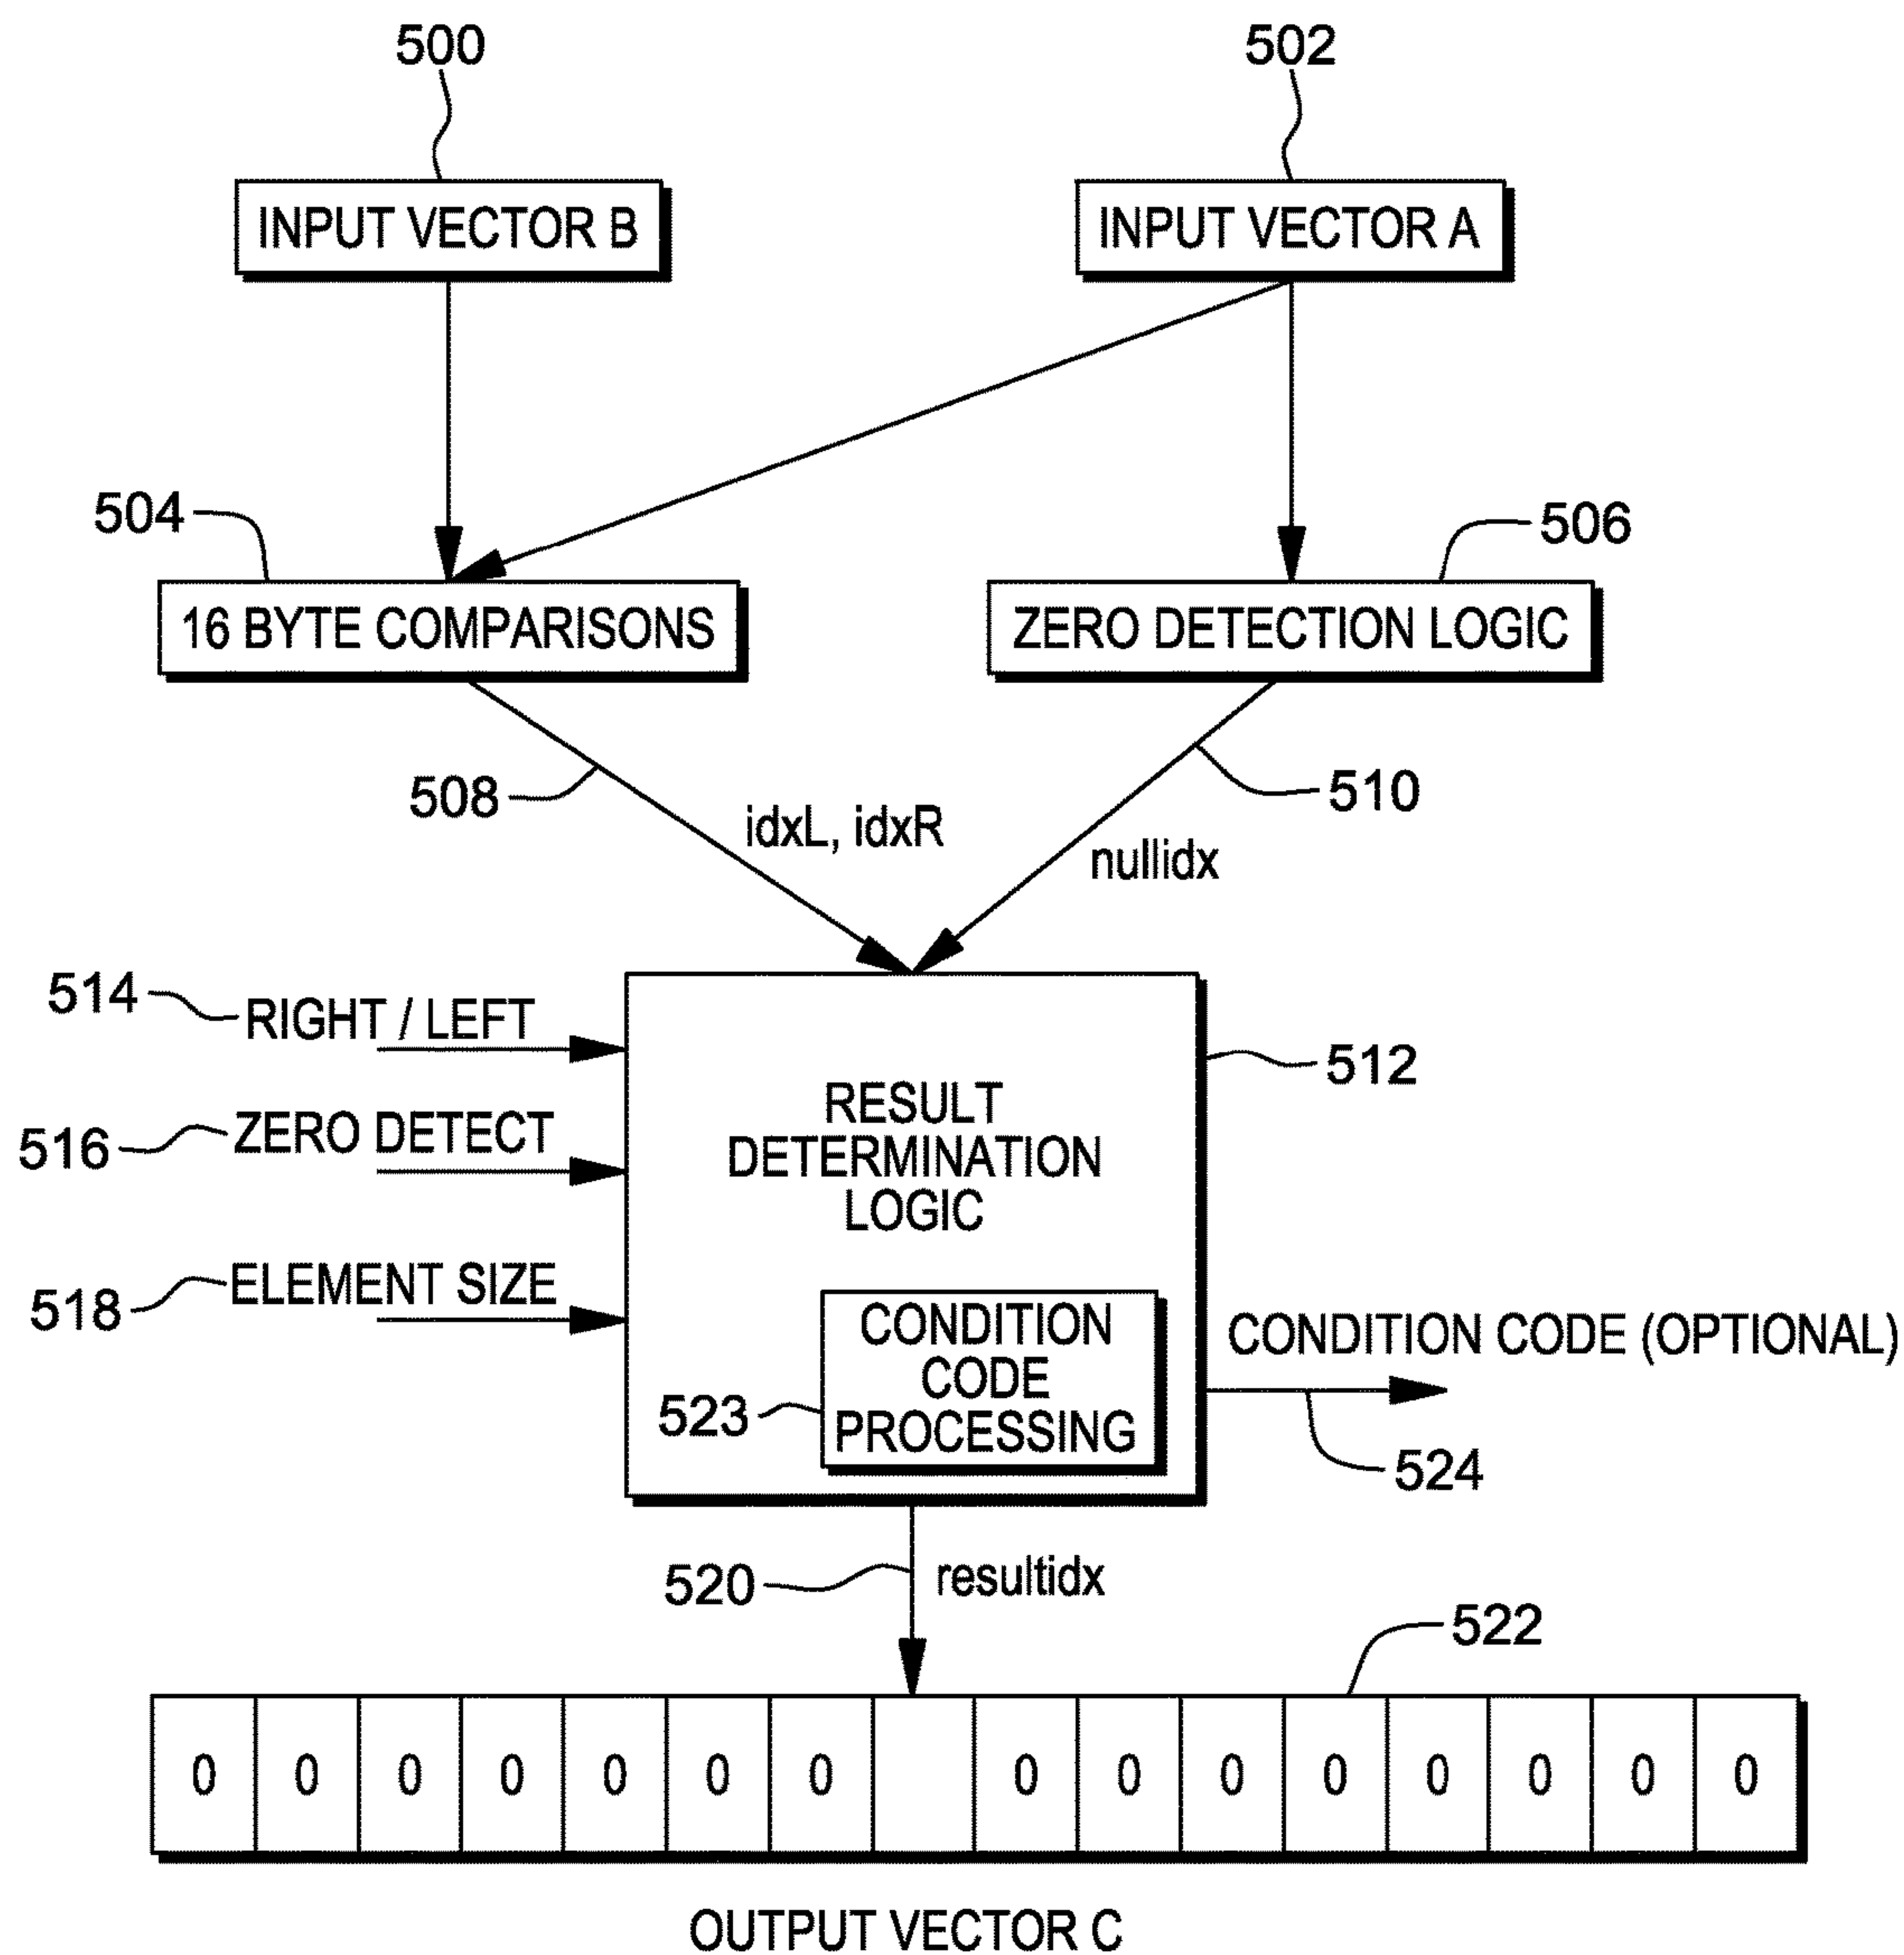 500
502
INPUT VECTOR B
INPUT VECTOR A
504
506
16 BYTE COMPARISONS
ZERO DETECTION LOGIC
508
510
idxL, idxR
nullidx
514
RIGHT / LEFT
512
RESULT
DETERMINATION
LOGIC
516
ZERO DETECT
518
ELEMENT SIZE
CONDITION
CODE
PROCESSING
523
CONDITION CODE (OPTIONAL)
524
520
resultidx
522
0 0 0 0 0 0 0 0 0 0 0 0 0 0 0
OUTPUT VECTOR C